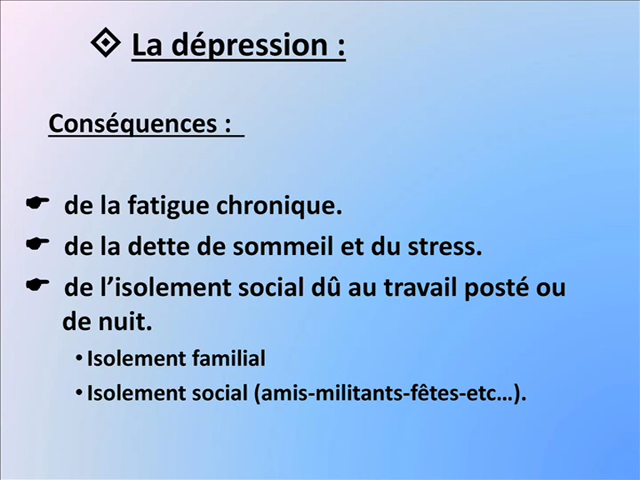 La dépression :
Conséquences :
de la fatigue chronique.
de la dette de sommeil et du stress.
de l’isolement social dû au travail posté ou
de nuit.
• Isolement familial
• Isolement social (amis-militants-fêtes-etc…).